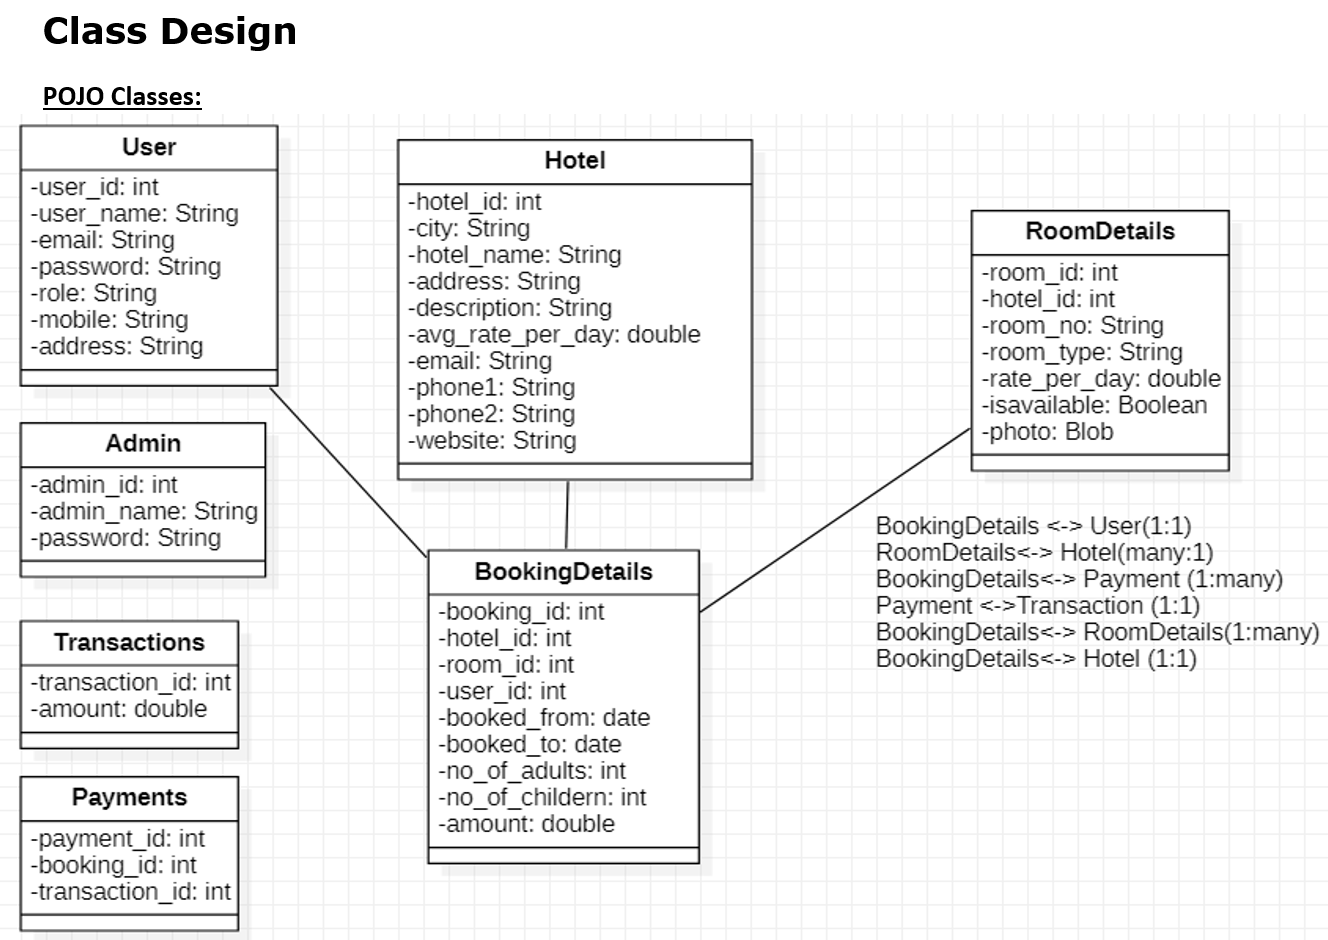 Class Design
POJO Classes:
User
-user_id: int
-user_name: String
-email: String
-password: String
-role: String
-mobile: String
-address: String
Hotel
-hotel_id: int
-city: String
-hotel_name: String
-address: String
-description: String
-avg_rate_per_day: double
-email: String
-phone1: String
-phone2: String
-website: String
RoomDetails
-room_id: int
-hotel_id: int
-room_no: String
-room_type: String
-rate_per_day: double
-isavailable: Boolean
-photo: Blob
Admin
-admin_id: int
-admin_name: String
-password: String
BookingDetails
-booking_id: int
-hotel_id: int
-room_id: int
-user_id: int
-booked_from: date
-booked_to: date
-no_of_adults: int
-no_of_childern: int
-amount: double
BookingDetails <-> User(1:1)
RoomDetails<-> Hotel(many:1)
BookingDetails<-> Payment (1:many)
Payment <->Transaction (1:1)
BookingDetails<-> RoomDetails(1:many)
BookingDetails<-> Hotel (1:1)
Transactions
-transaction_id: int
-amount: double
Payments
-payment_id: int
-booking_id: int
-transaction_id: int